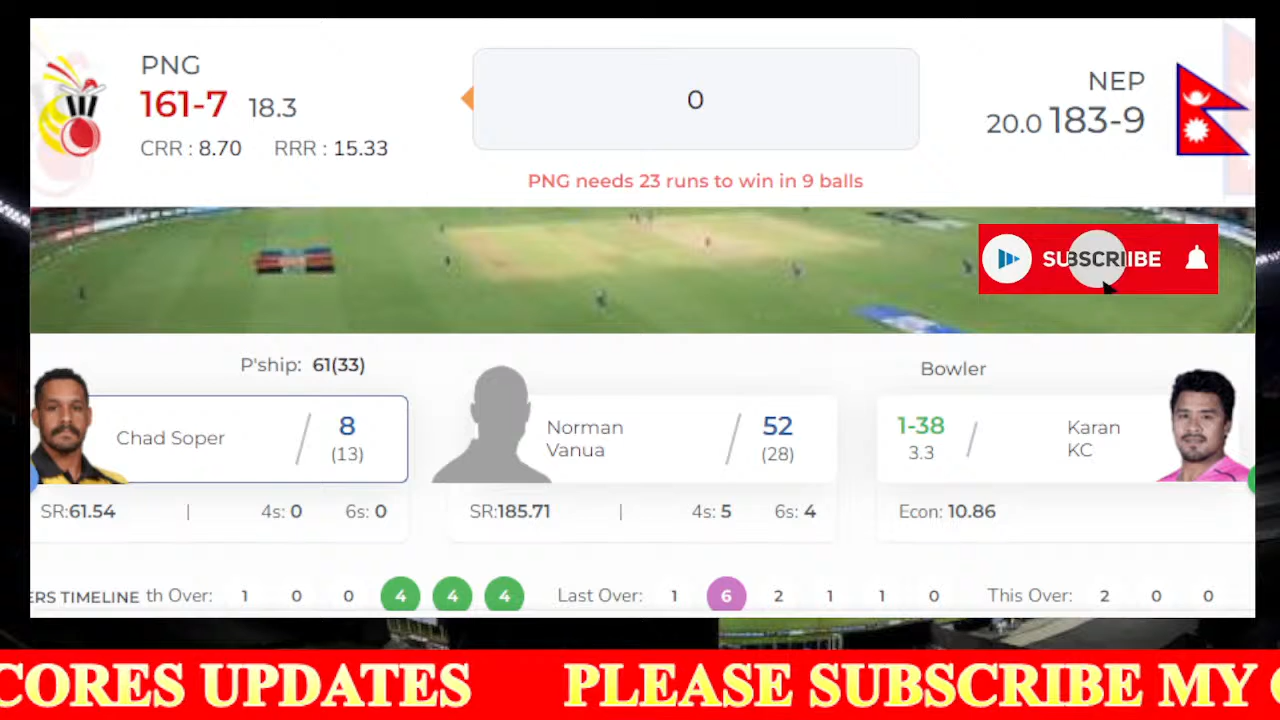 PNG
161-7 18.3
CRR : 8.70 RRR : 15.33
0
PNG needs 23 runs to win in 9 balls
NEP
20.0 183-9
SUBSCRIBE
P'ship: 61(33)
Chad Soper
8
(13)
SR:61.54 | 4s: 0 6s: 0
Norman
Vanua
52
(28)
SR:185.71 | 4s: 5 6s: 4
Bowler
1-38
3.3
Karan
KC
Econ: 10.86
ERS TIMELINE th Over: 1 0 0 4 4 4 Last Over: 1 6 2 1 1 0 This Over: 2 0 0
CORES UPDATES PLEASE SUBSCRIBE MY